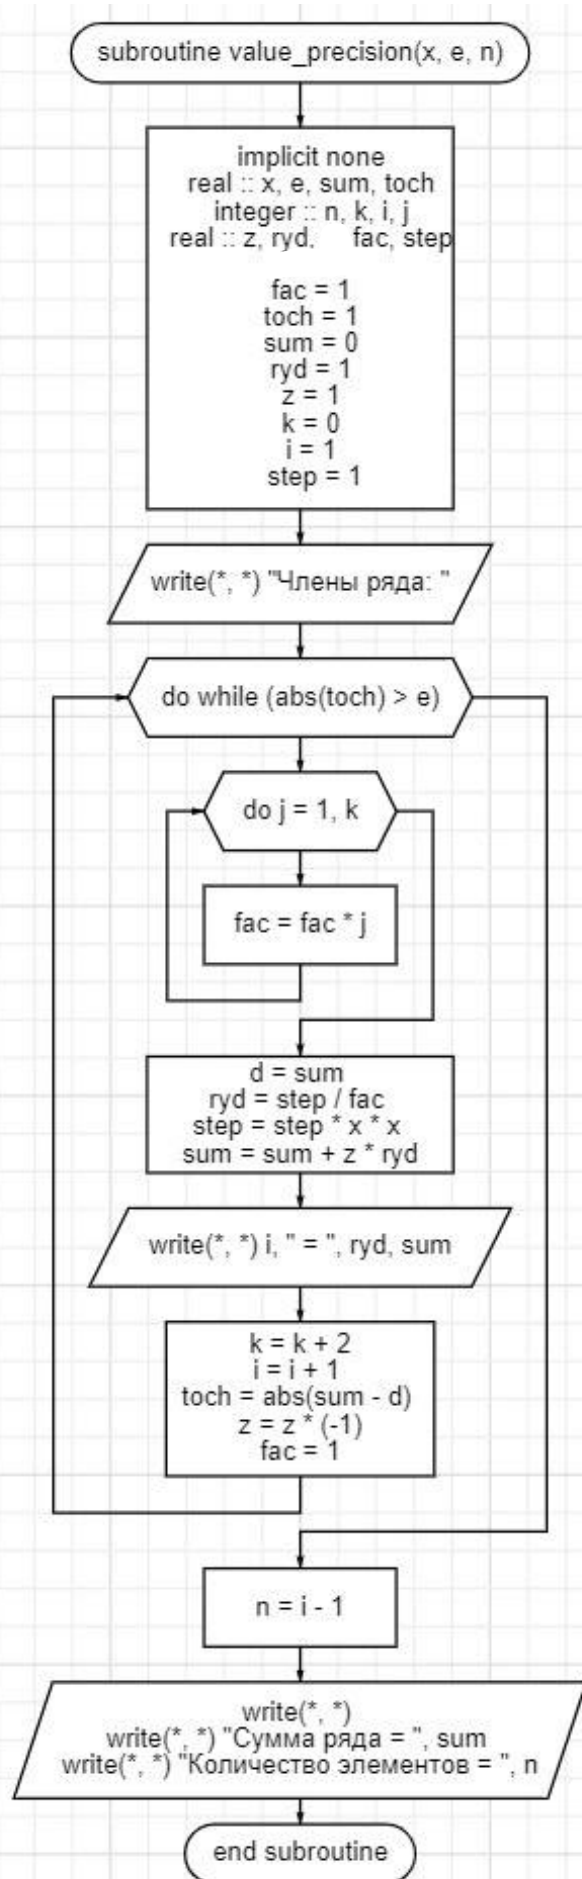 subroutine value_precision(x, e, n)
implicit none
real :: x, e, sum, toch
integer :: n, k, i, j
real :: z, ryd, fac, step
fac = 1
toch = 1
sum = 0
ryd = 1
z = 1
k = 0
i = 1
step = 1
write(*, *) "Члены ряда: "
do while (abs(toch) > e)
do j = 1, k
fac = fac * j
d = sum
ryd = step / fac
step = step * x * x
sum = sum + z * ryd
write(*, *) i, " = ", ryd, sum
k = k + 2
i = i + 1
toch = abs(sum - d)
z = z * (-1)
fac = 1
n = i - 1
write(*, *)
write(*, *) "Сумма ряда = ", sum
write(*, *) "Количество элементов = ", n
end subroutine